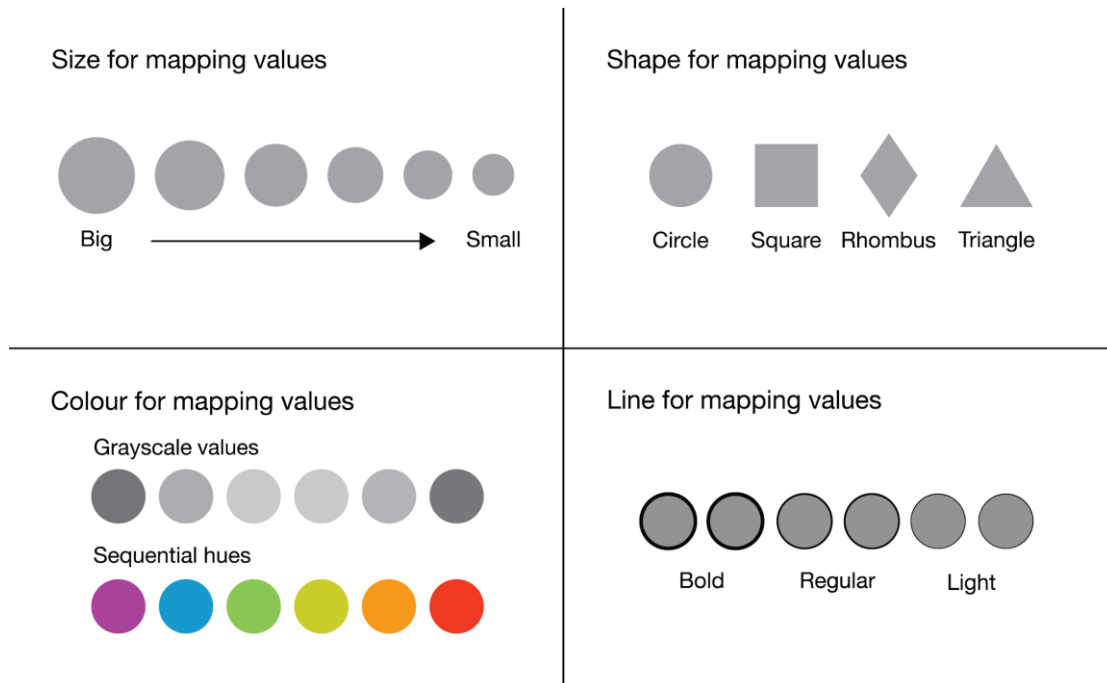 Size for mapping values
Big
Small
Shape for mapping values
Circle
Square
Rhombus
Triangle
Colour for mapping values
Grayscale values
Sequential hues
Line for mapping values
Bold
Regular
Light